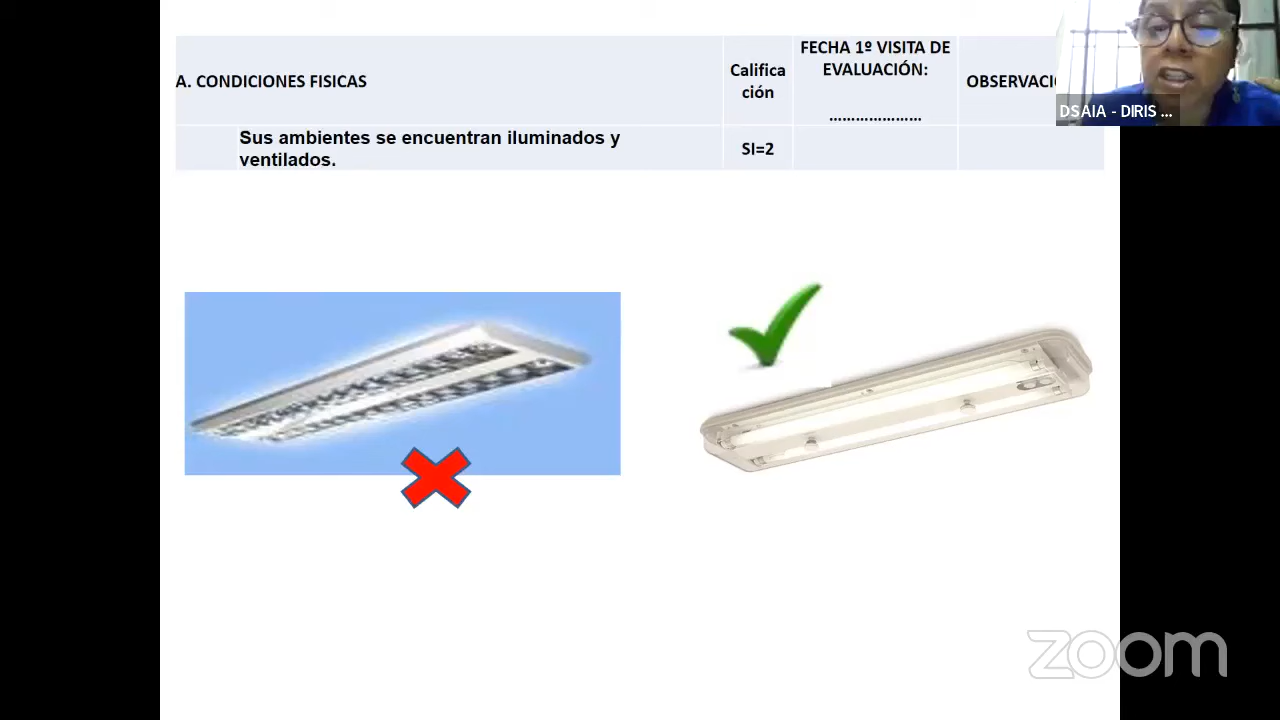 A. CONDICIONES FISICAS
Califica
ción
FECHA 1º VISITA DE
EVALUACIÓN:
.....................
OBSERVACI
Sus ambientes se encuentran iluminados y
ventilados.
SI=2
DSAIA - DIRIS ...
zoom